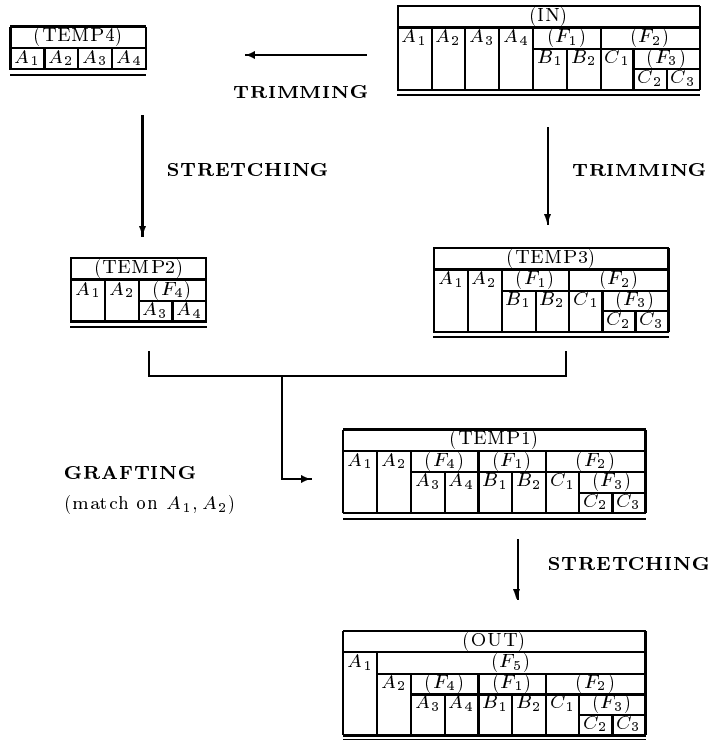 (IN)
A1 A2 A3 A4 (F1) (F2)
B1 B2 C1 (F3)
C2 C3
(TEMP4)
A1 A2 A3 A4
TRIMMING
STRETCHING
TRIMMING
(TEMP2)
A1 A2 (F4)
A3 A4
(TEMP3)
A1 A2 (F1) (F2)
B1 B2 C1 (F3)
C2 C3
GRAFTING
(match on A1, A2)
(TEMP1)
A1 A2 (F4) (F1) (F2)
A3 A4 B1 B2 C1 (F3)
C2 C3
STRETCHING
(OUT)
A1 (F5)
A2 (F4) (F1) (F2)
A3 A4 B1 B2 C1 (F3)
C2 C3